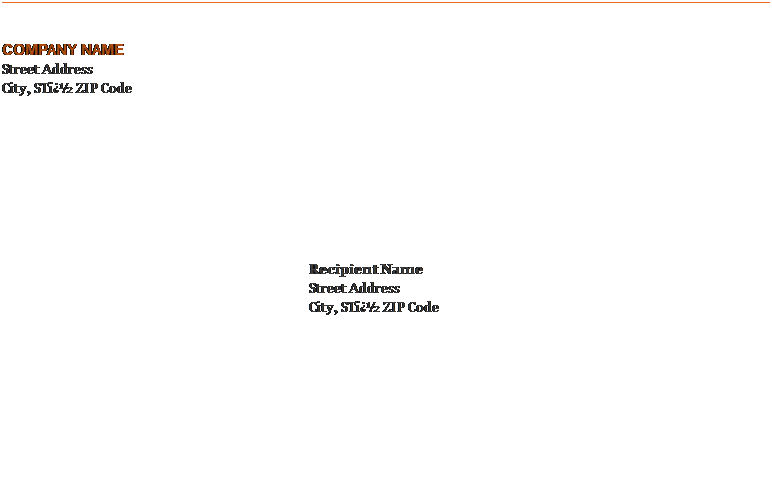 COMPANY NAME
Street Address
City, STï¿½ ZIP Code
Recipient Name
Street Address
City, STï¿½ ZIP Code